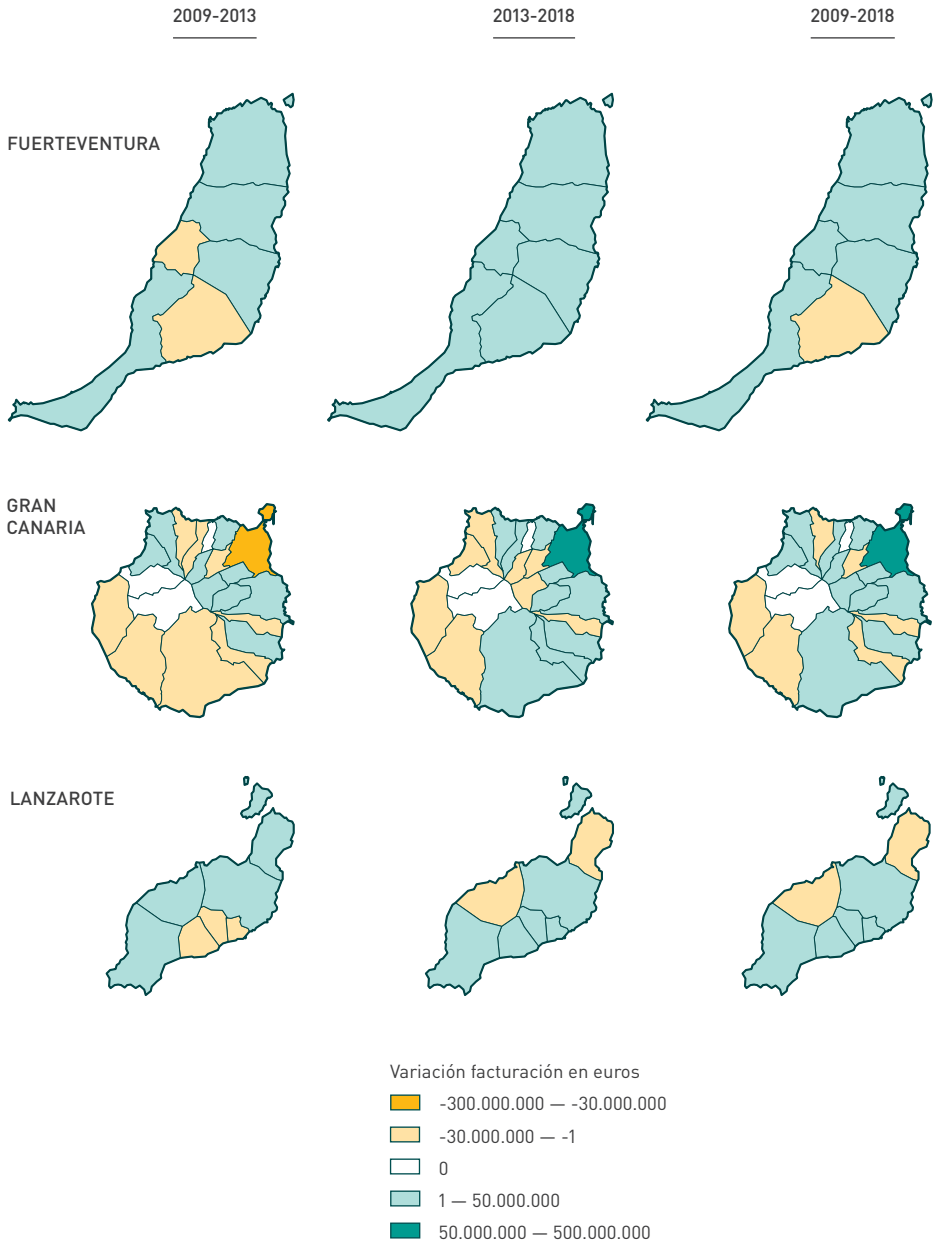 2009-2013
2013-2018
2009-2018
FUERTEVENTURA
GRAN
CANARIA
LANZAROTE
Variación facturación en euros
-300.000.000 — -30.000.000
-30.000.000 — -1
0
1 — 50.000.000
50.000.000 — 500.000.000